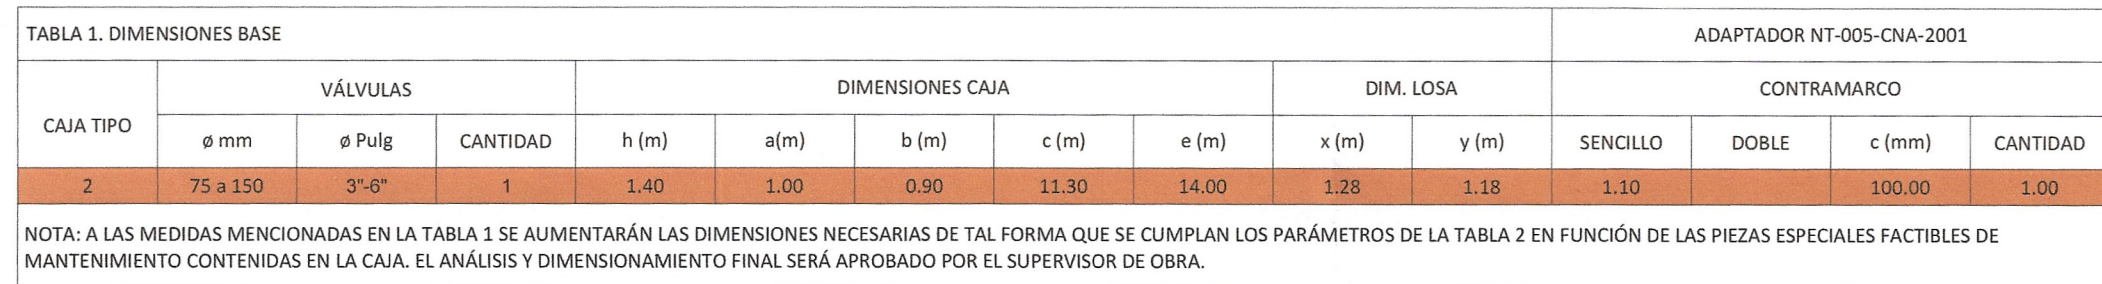 TABLA 1. DIMENSIONES BASE ADAPTADOR NT-005-CNA-2001
CAJA TIPO VÁLVULAS DIMENSIONES CAJA DIM. LOSA CONTRAMARCO
ø mm ø Pulg CANTIDAD h (m) a(m) b (m) c (m) e (m) x (m) y (m) SENCILLO DOBLE c (mm) CANTIDAD
2 75 a 150 3"-6" 1 1.40 1.00 0.90 11.30 14.00 1.28 1.18 1.10 100.00 1.00
NOTA: A LAS MEDIDAS MENCIONADAS EN LA TABLA 1 SE AUMENTARÁN LAS DIMENSIONES NECESARIAS DE TAL FORMA QUE SE CUMPLAN LOS PARÁMETROS DE LA TABLA 2 EN FUNCIÓN DE LAS PIEZAS ESPECIALES FACTIBLES DE
MANTENIMIENTO CONTENIDAS EN LA CAJA. EL ANÁLISIS Y DIMENSIONAMIENTO FINAL SERÁ APROBADO POR EL SUPERVISOR DE OBRA.